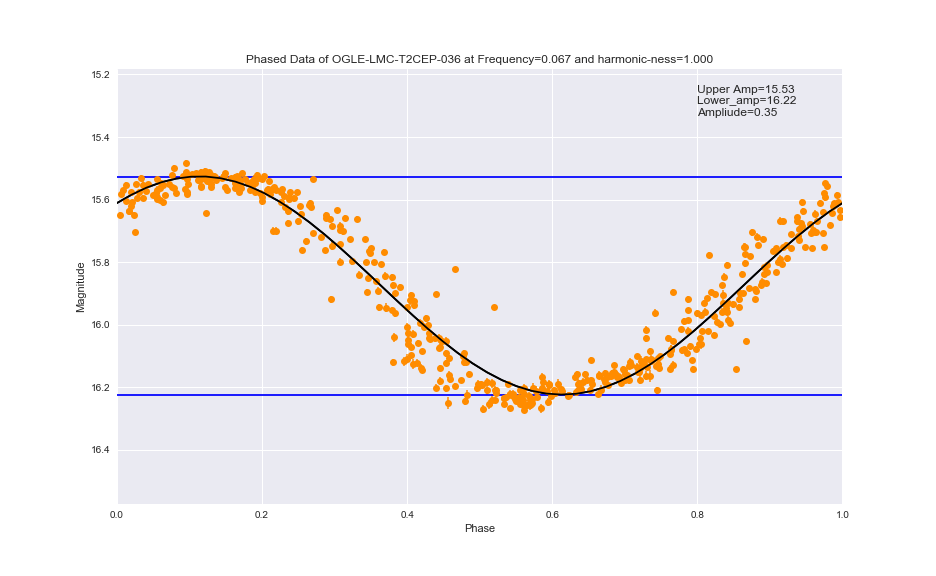 Phased Data of OGLE-LMC-T2CEP-036 at Frequency=0.067 and harmonic-ness=1.000
Upper Amp=15.53
Lower_amp=16.22
Ampliude=0.35
15.2
15.4
15.6
15.8
16.0
16.2
16.4
Magnitude
0.0 0.2 0.4 0.6 0.8 1.0
Phase